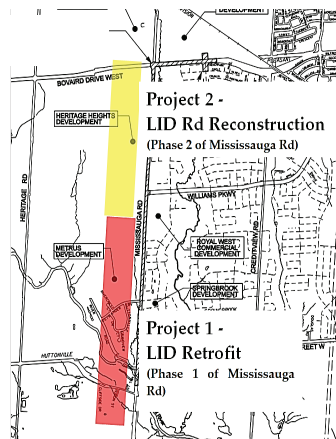 C
DEVELOPMENT
BOVAIRD DRIVE WEST
Project 2 -
LID Rd Reconstruction
(Phase 2 of Mississauga Rd)
HERITAGE HEIGHTS
DEVELOPMENT
HERITAGE RD
MISSISSAUGA RD
WILLIAMS PKWY
CREDITVIEW RD
METRUS
DEVELOPMENT
ROYAL WEST
COMMERCIAL
DEVELOPMENT
SPRINGBROOK
DEVELOPMENT
Project 1 -
LID Retrofit
(Phase 1 of Mississauga
Rd)
HUTTONVILLE
REET W